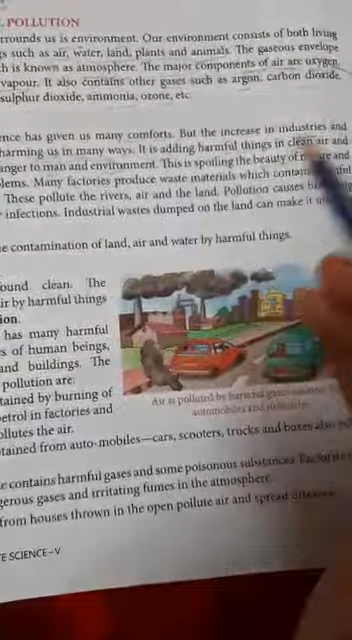 POLLUTION
rrounds us is environment. Our environment consists of both living
gs such as air, water, land, plants and animals. The gaseous envelope
h is known as atmosphere. The major components of air are oxygen,
vapour. It also contains other gases such as argon, carbon dioxide,
sulphur dioxide, ammonia, ozone, etc.
ence has given us many comforts. But the increase in industries and
harming us in many ways. It is adding harmful things in clean air and
anger to man and environment. This is spoiling the beauty of and
lems. Many factories produce waste materials which
These pollute the rivers, air and the land. Pollution causes
infections. Industrial wastes dumped on the land can make it
e contamination of land, air and water by harmful things.
ound clean. The
ir by harmful things
ion.
has many harmful
s of human beings,
and buildings. The
pollution are:
tained by burning of
etrol in factories and
ollutes the air.
Air is polluted by harmful
automobiles and
tained from auto-mobiles—cars, scooters, trucks and buses also
e contains harmful gases and some poisonous substances.
gerous gases and irritating fumes in the atmosphere.
from houses thrown in the open pollute air and spread
E SCIENCE–V